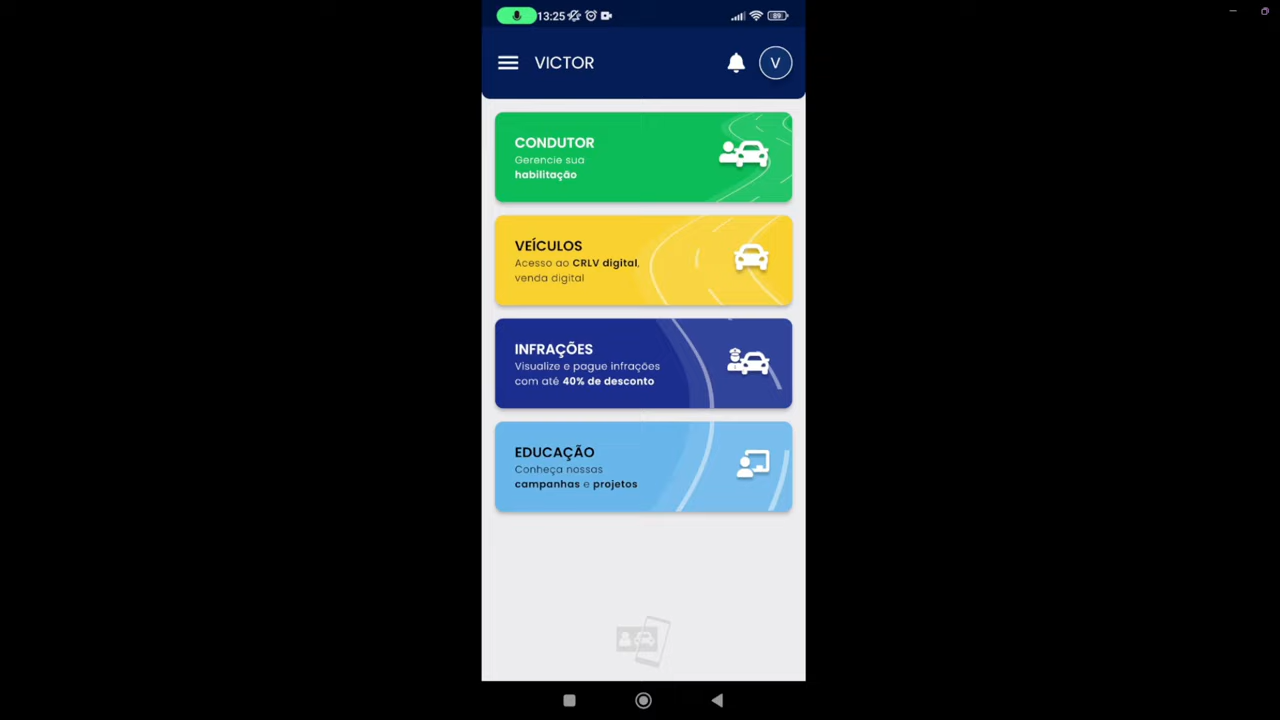 13:25 89
VICTOR V
CONDUTOR
Gerencie sua
habilitação
VEÍCULOS
Acesso ao CRLV digital,
venda digital
INFRAÇÕES
Visualize e pague infrações
com até 40% de desconto
EDUCAÇÃO
Conheça nossas
campanhas e projetos